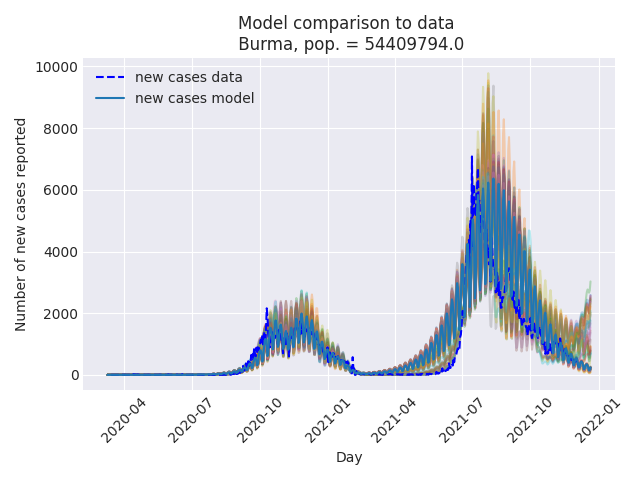 Model comparison to data
Burma, pop. = 54409794.0
new cases data
new cases model
Number of new cases reported
10000
8000
6000
4000
2000
0
2020-04
2020-07
2020-10
2021-01
2021-04
2021-07
2021-10
2022-01
Day